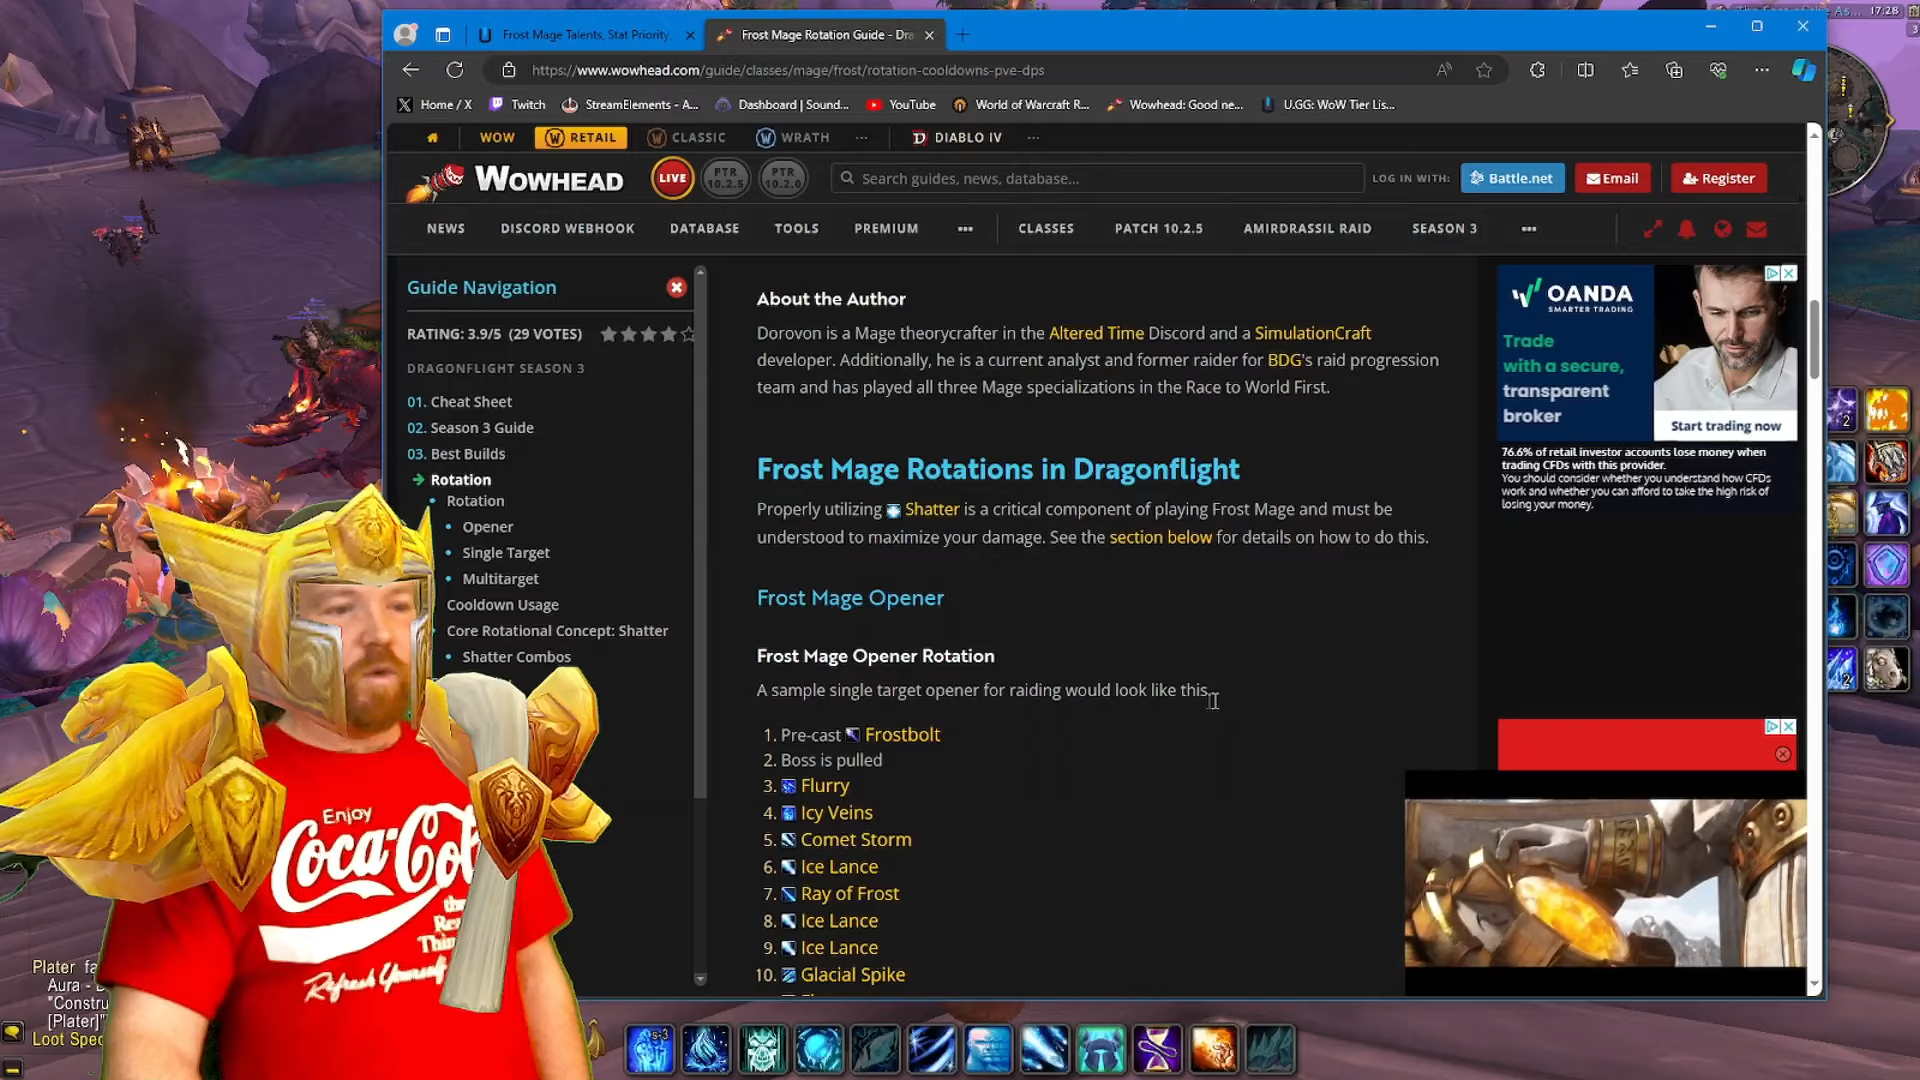 17:28
Frost Mage Talents, Stat Priority
Frost Mage Rotation Guide - Dra
https://www.wowhead.com/guide/classes/mage/frost/rotation-cooldowns-pve-dps
Home / X
Twitch
StreamElements - A...
Dashboard | Sound...
YouTube
World of Warcraft R...
Wowhead: Good ne...
U.GG: WoW Tier Lis...
WOW
RETAIL
CLASSIC
WRATH
DIABLO IV
WOWHEAD
LIVE
PTR 10.2.5
PTR 10.2.0
Search guides, news, database...
LOG IN WITH:
Battle.net
Email
Register
NEWS
DISCORD WEBHOOK
DATABASE
TOOLS
PREMIUM
CLASSES
PATCH 10.2.5
AMIRDRASSIL RAID
SEASON 3
Guide Navigation
RATING: 3.9/5 (29 VOTES)
DRAGONFLIGHT SEASON 3
01. Cheat Sheet
02. Season 3 Guide
03. Best Builds
Rotation
Rotation
Opener
Single Target
Multitarget
Cooldown Usage
Core Rotational Concept: Shatter
Shatter Combos
About the Author
Dorovon is a Mage theorycrafter in the Altered Time Discord and a SimulationCraft
developer. Additionally, he is a current analyst and former raider for BDG's raid progression
team and has played all three Mage specializations in the Race to World First.
Frost Mage Rotations in Dragonflight
Properly utilizing Shatter is a critical component of playing Frost Mage and must be
understood to maximize your damage. See the section below for details on how to do this.
Frost Mage Opener
Frost Mage Opener Rotation
A sample single target opener for raiding would look like this
1. Pre-cast Frostbolt
2. Boss is pulled
3. Flurry
4. Icy Veins
5. Comet Storm
6. Ice Lance
7. Ray of Frost
8. Ice Lance
9. Ice Lance
10. Glacial Spike
OANDA
SMARTER TRADING
Trade
with a secure,
transparent
broker
Start trading now
76.6% of retail investor accounts lose money when
trading CFDs with this provider.
You should consider whether you understand how CFDs
work and whether you can afford to take the high risk of
losing your money.
Enjoy
Coca-Co
the
Re
Thin
Refresh Yourself
Plater fa
Aura -
"Constru
[Plater]"
Loot Spec
s-3
2
2